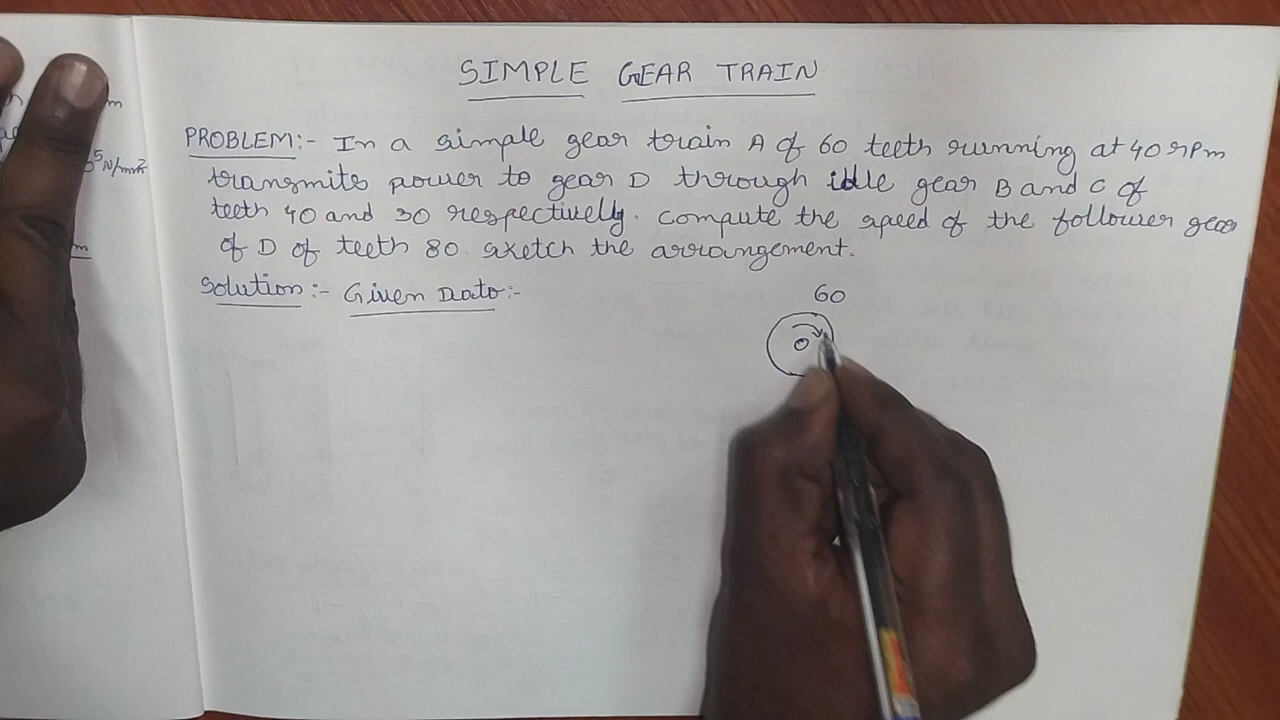 SIMPLE GEAR TRAIN
PROBLEM:- In a simple gear train A of 60 teeth running at 40 rpm
transmits power to gear D through idle gear B and C of
teeth 40 and 30 respectively. compute the speed of the follower gear
of D of teeth 80. sketch the arrangement.
Solution:- Given Data:-
60
5 N/mm²
m
m